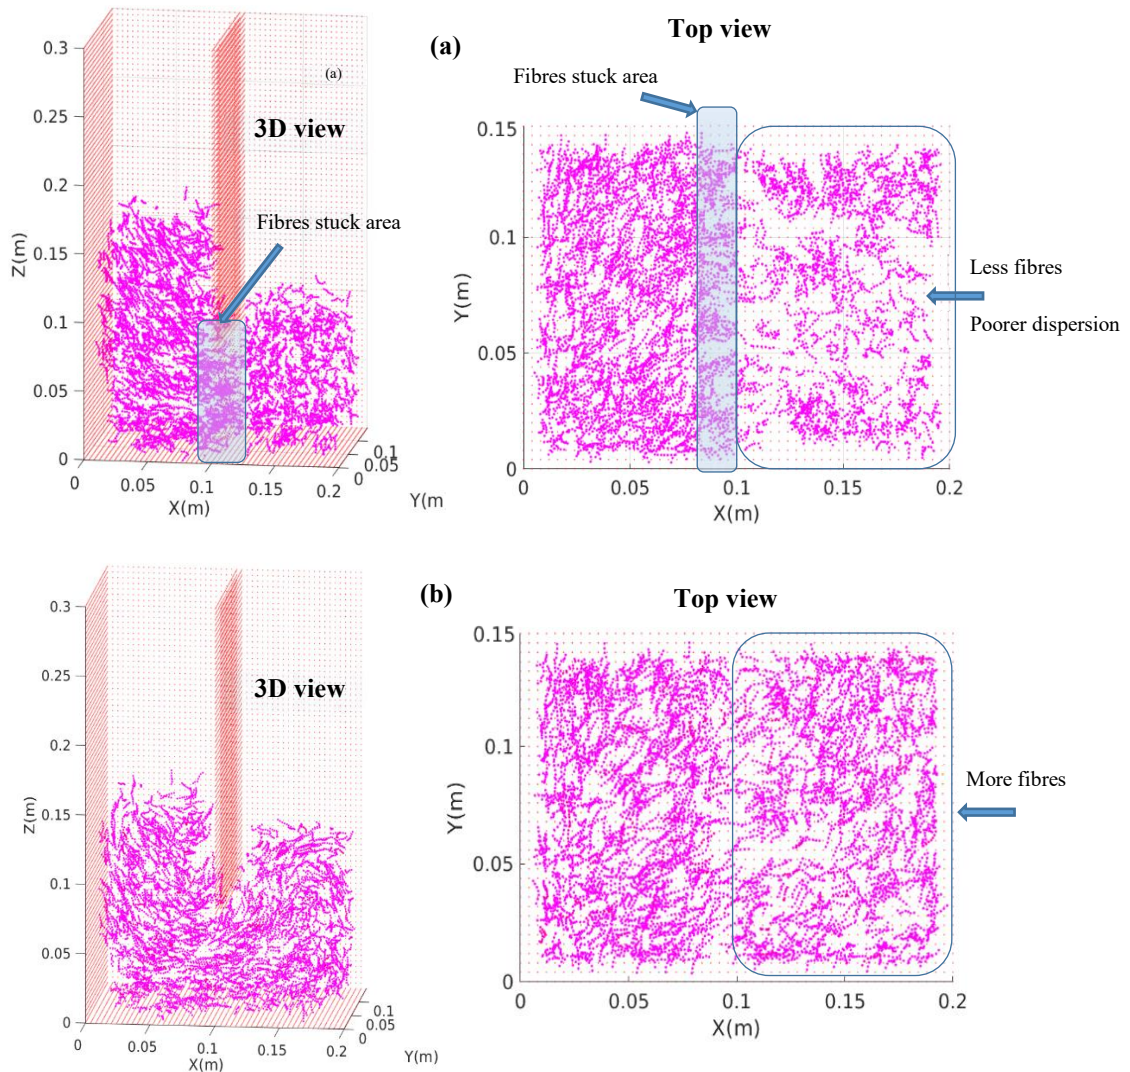 Top view
(a)
Fibres stuck area
0.3
(a)
0.25
3D view
0.2
Fibres stuck area
0.15
Z(m)
0.1
0.05
0
0.1
0.05
0
0
0.05
0.1
0.15
0.2
X(m)
Y(m
0.15
0.1
Y(m)
0.05
0
0
0.05
0.1
0.15
0.2
X(m)
Less fibres
Poorer dispersion
(b)
Top view
0.3
0.25
3D view
0.2
0.15
Z(m)
0.1
0.05
0
0.1
0.05
0
0
0.05
0.1
0.15
0.2
X(m)
Y(m)
0.15
0.1
Y(m)
0.05
0
0
0.05
0.1
0.15
0.2
X(m)
More fibres